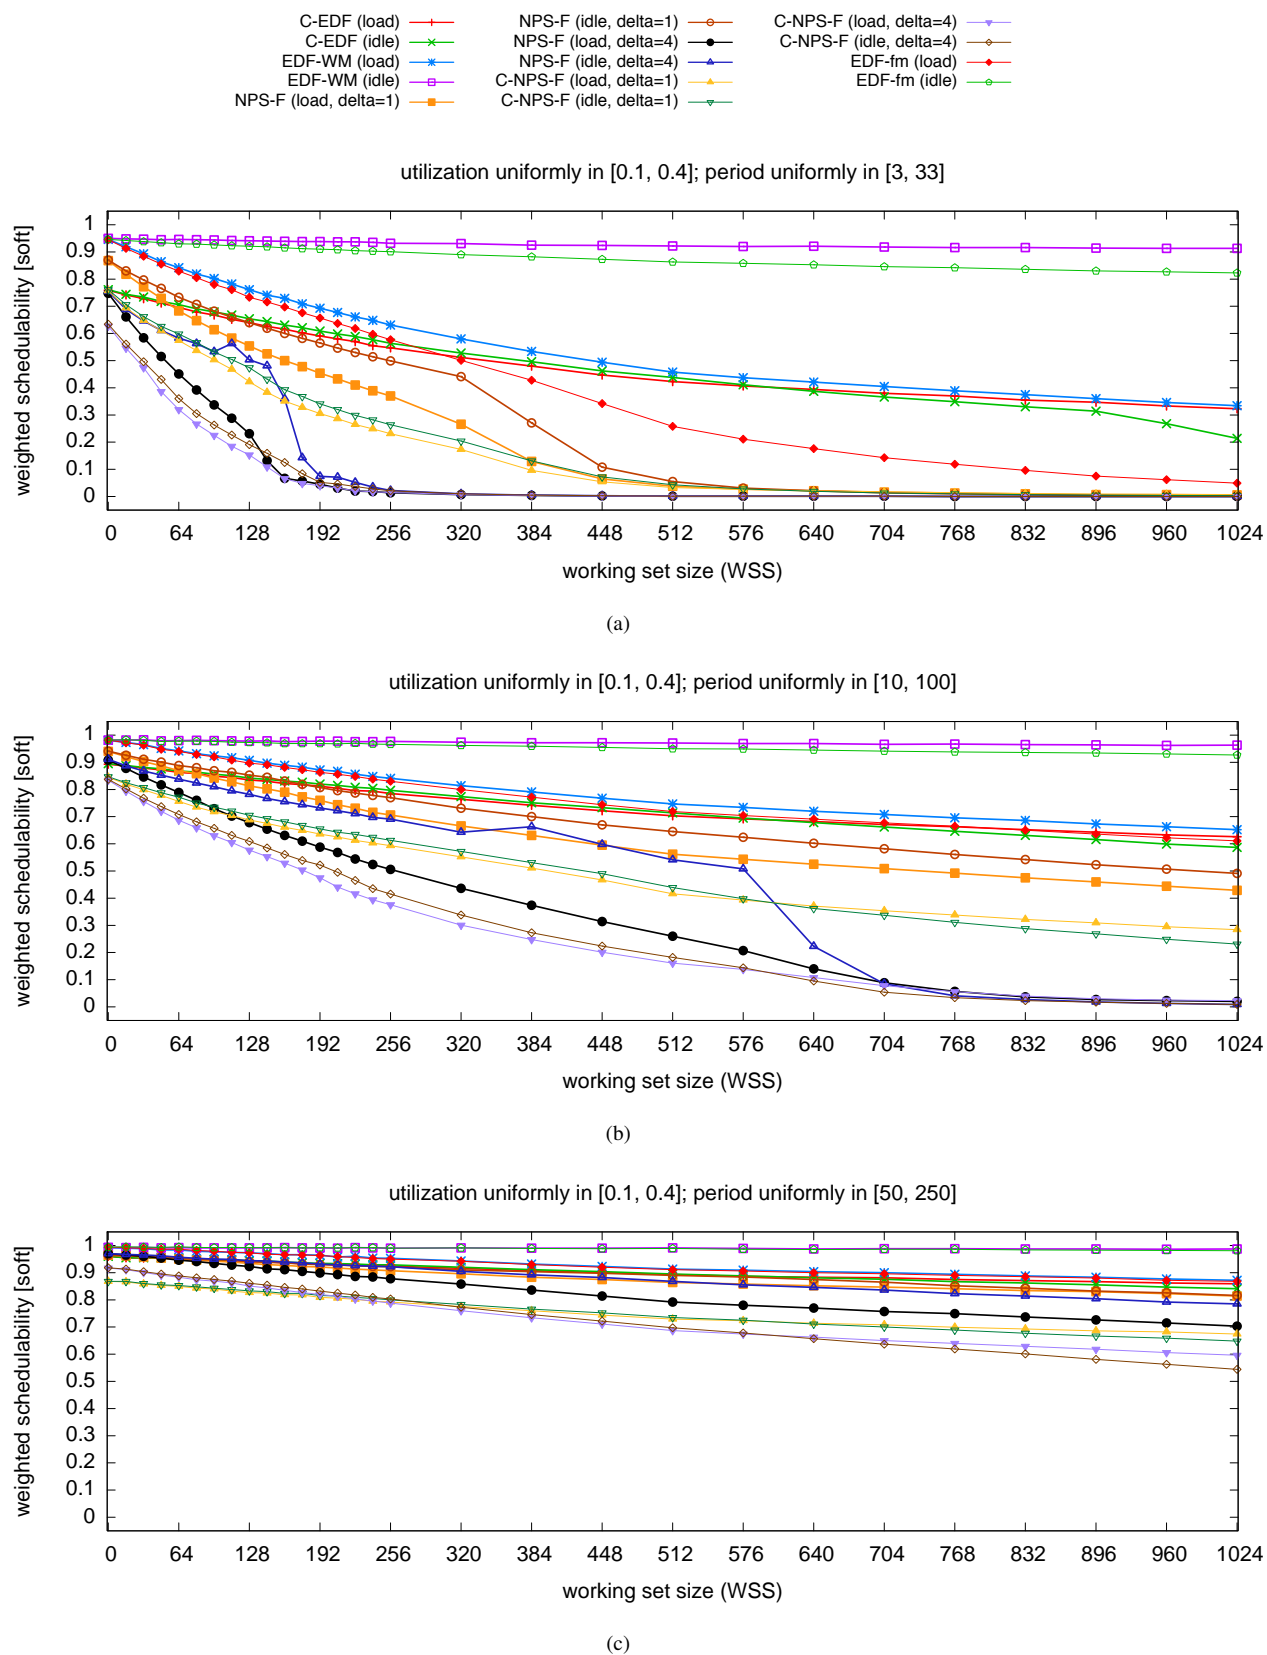 C-EDF (load)
C-EDF (idle)
EDF-WM (load)
EDF-WM (idle)
NPS-F (load, delta=1)
NPS-F (idle, delta=1)
NPS-F (load, delta=4)
NPS-F (idle, delta=4)
C-NPS-F (load, delta=1)
C-NPS-F (idle, delta=1)
C-NPS-F (load, delta=4)
C-NPS-F (idle, delta=4)
EDF-fm (load)
EDF-fm (idle)
utilization uniformly in [0.1, 0.4]; period uniformly in [3, 33]
weighted schedulability [soft]
1
0.9
0.8
0.7
0.6
0.5
0.4
0.3
0.2
0.1
0
0 64 128 192 256 320 384 448 512 576 640 704 768 832 896 960 1024
working set size (WSS)
(a)
utilization uniformly in [0.1, 0.4]; period uniformly in [10, 100]
weighted schedulability [soft]
1
0.9
0.8
0.7
0.6
0.5
0.4
0.3
0.2
0.1
0
0 64 128 192 256 320 384 448 512 576 640 704 768 832 896 960 1024
working set size (WSS)
(b)
utilization uniformly in [0.1, 0.4]; period uniformly in [50, 250]
weighted schedulability [soft]
1
0.9
0.8
0.7
0.6
0.5
0.4
0.3
0.2
0.1
0
0 64 128 192 256 320 384 448 512 576 640 704 768 832 896 960 1024
working set size (WSS)
(c)